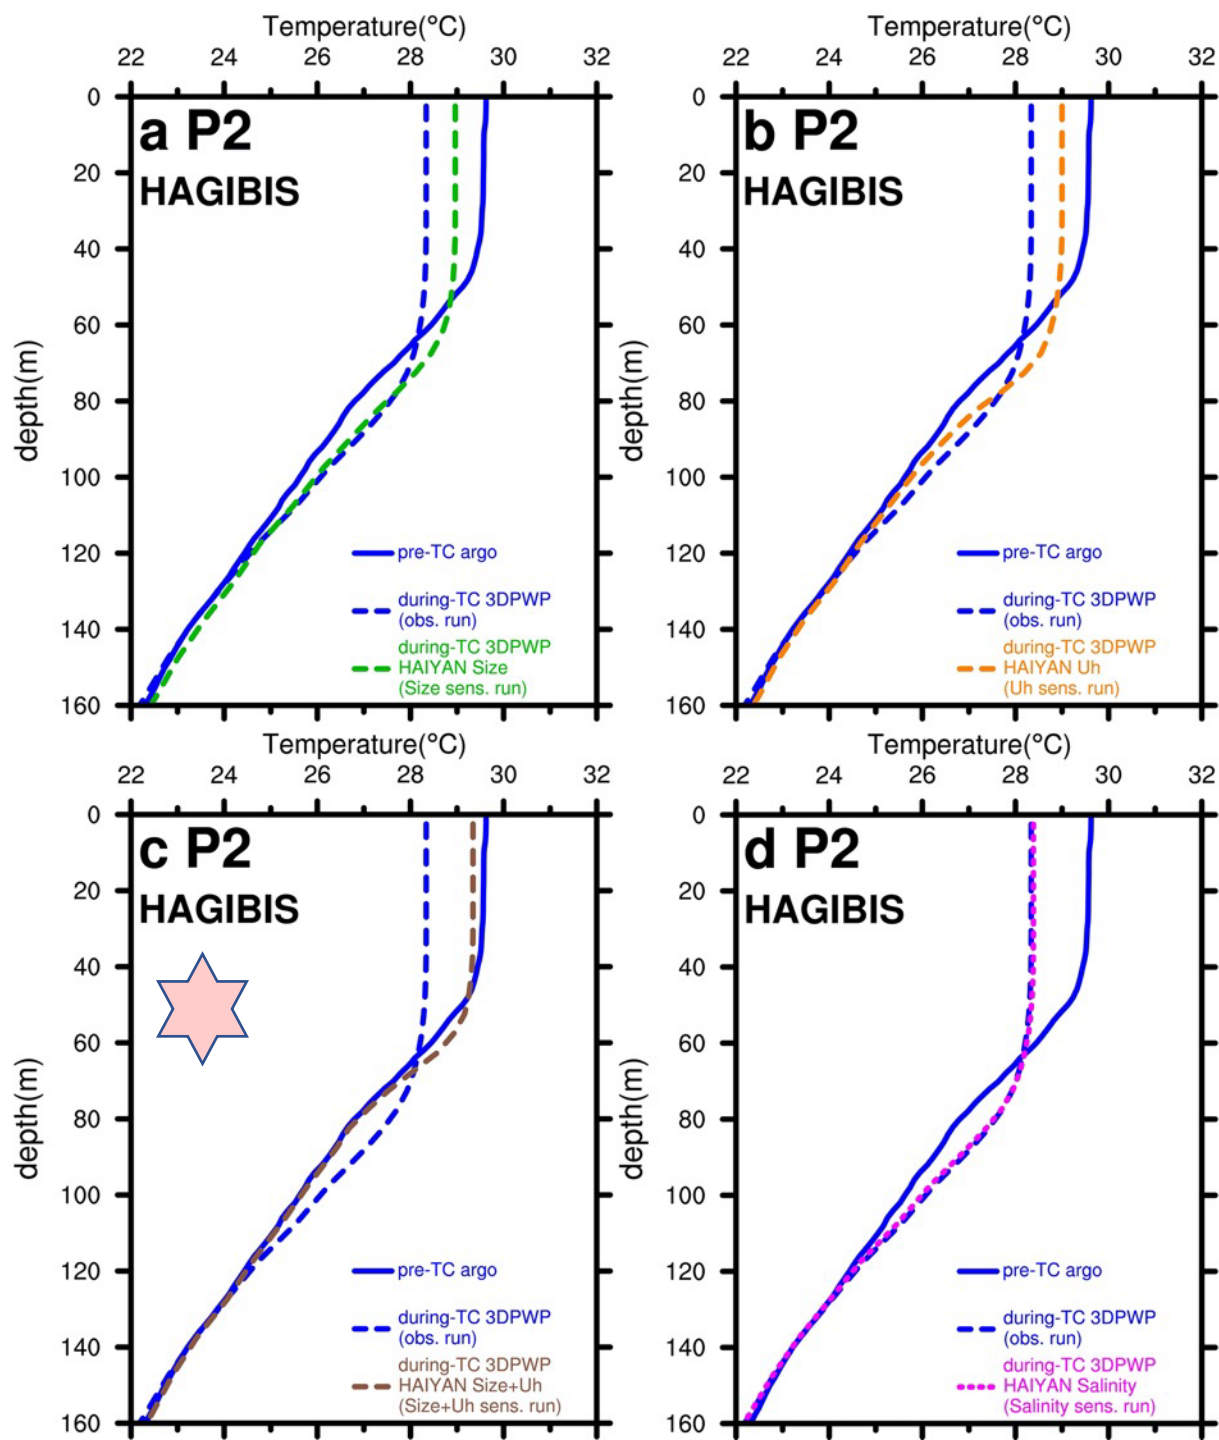 Temperature(°C)
22 24 26 28 30 32
0
20
40
60
80
100
120
140
160
depth(m)
a P2
HAGIBIS
pre-TC argo
during-TC 3DPWP
(obs. run)
during-TC 3DPWP
HAIYAN Size
(Size sens. run)
Temperature(°C)
22 24 26 28 30 32
0
20
40
60
80
100
120
140
160
depth(m)
b P2
HAGIBIS
pre-TC argo
during-TC 3DPWP
(obs. run)
during-TC 3DPWP
HAIYAN Uh
(Uh sens. run)
Temperature(°C)
22 24 26 28 30 32
0
20
40
60
80
100
120
140
160
depth(m)
c P2
HAGIBIS
pre-TC argo
during-TC 3DPWP
(obs. run)
during-TC 3DPWP
HAIYAN Size+Uh
(Size+Uh sens. run)
Temperature(°C)
22 24 26 28 30 32
0
20
40
60
80
100
120
140
160
depth(m)
d P2
HAGIBIS
pre-TC argo
during-TC 3DPWP
(obs. run)
during-TC 3DPWP
HAIYAN Salinity
(Salinity sens. run)